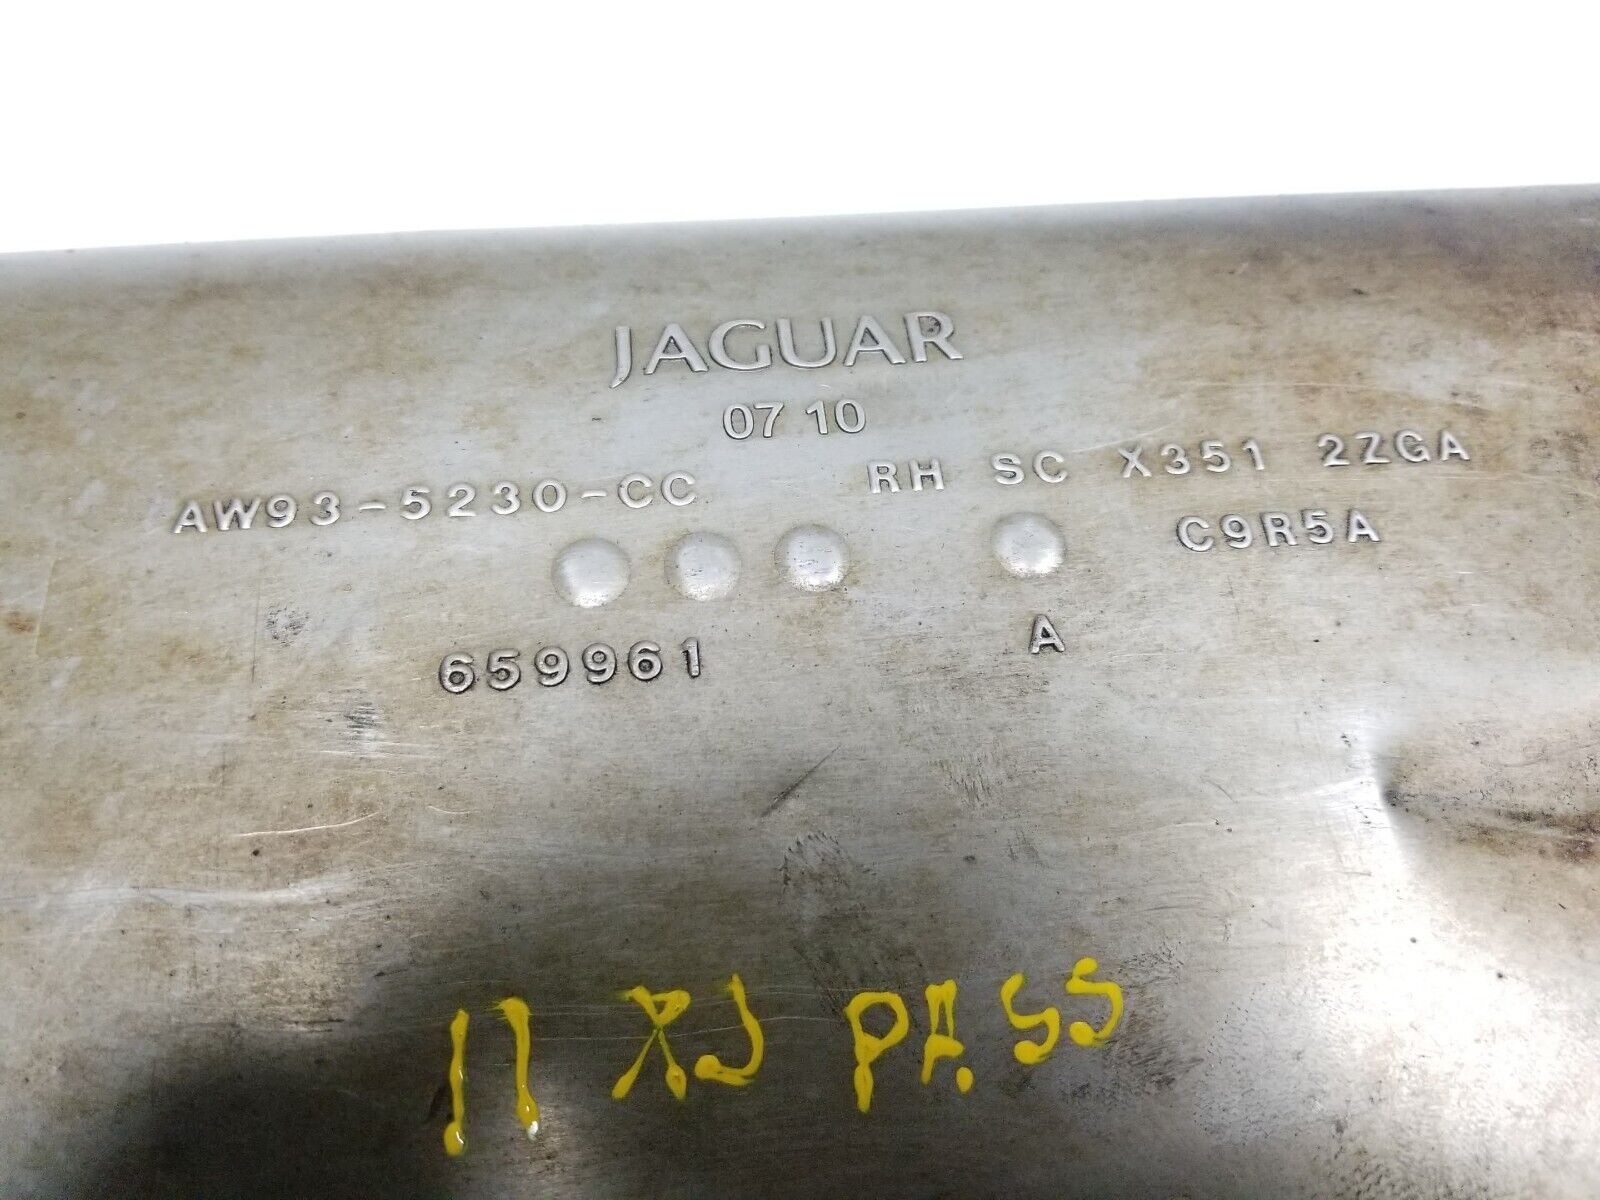 JAGUAR
07 10
AW93-5230-CC RH SC X351 2ZGA
C9R5A
659961 A
11 XJ PASS